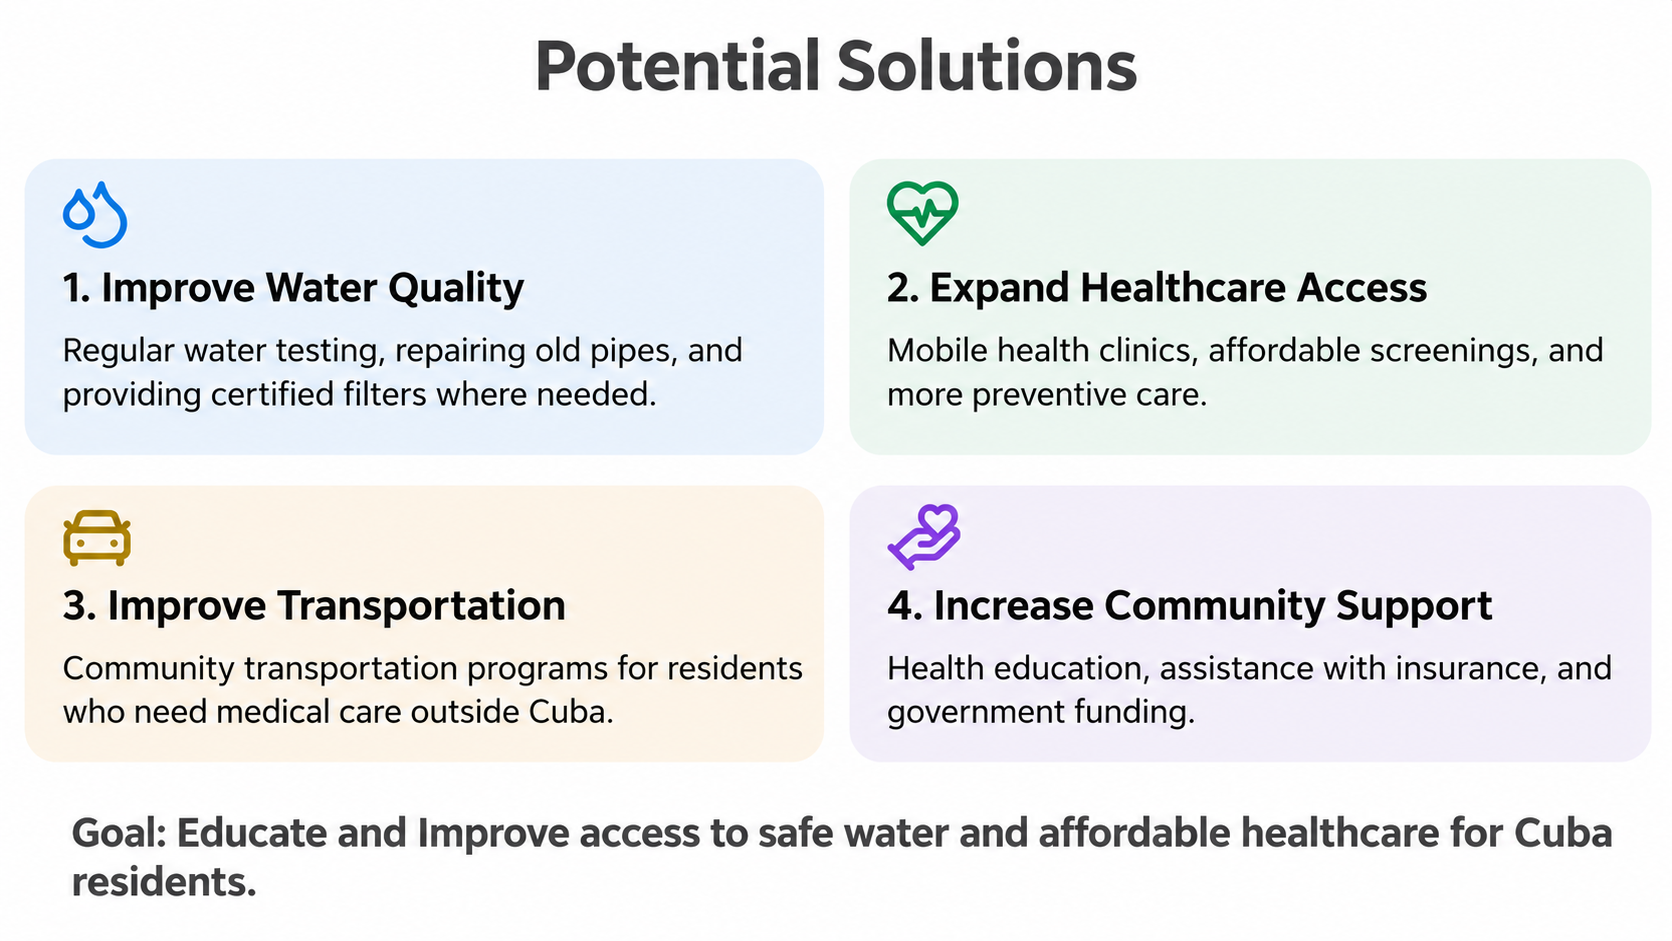 Potential Solutions
1. Improve Water Quality
Regular water testing, repairing old pipes, and
providing certified filters where needed.
2. Expand Healthcare Access
Mobile health clinics, affordable screenings, and
more preventive care.
3. Improve Transportation
Community transportation programs for residents
who need medical care outside Cuba.
4. Increase Community Support
Health education, assistance with insurance, and
government funding.
Goal: Educate and Improve access to safe water and affordable healthcare for Cuba
residents.